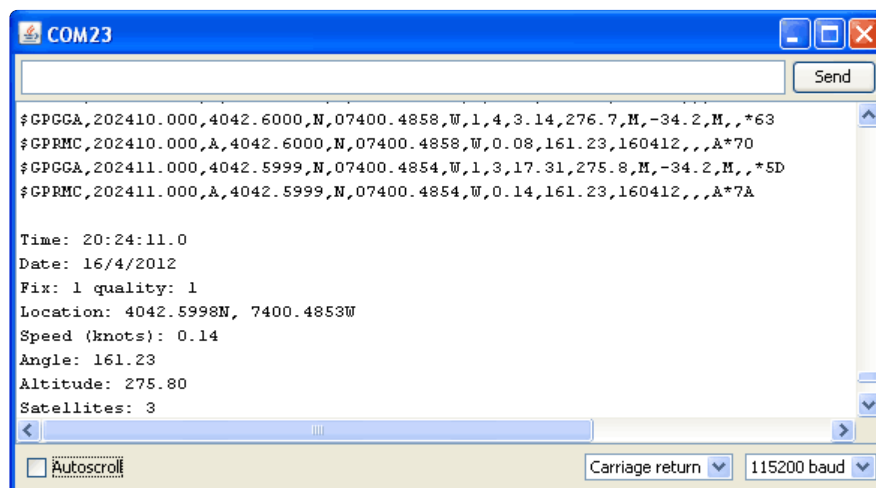 COM23
Send
$GPGGA,202410.000,4042.6000,N,07400.4858,W,1,4,3.14,276.7,M,-34.2,M,,*63
$GPRMC,202410.000,A,4042.6000,N,07400.4858,W,0.08,161.23,160412,,,A*70
$GPGGA,202411.000,4042.5999,N,07400.4854,W,1,3,17.31,275.8,M,-34.2,M,,*5D
$GPRMC,202411.000,A,4042.5999,N,07400.4854,W,0.14,161.23,160412,,,A*7A
Time: 20:24:11.0
Date: 16/4/2012
Fix: 1 quality: 1
Location: 4042.5998N, 7400.4853W
Speed (knots): 0.14
Angle: 161.23
Altitude: 275.80
Satellites: 3
Autoscroll
Carriage return
115200 baud